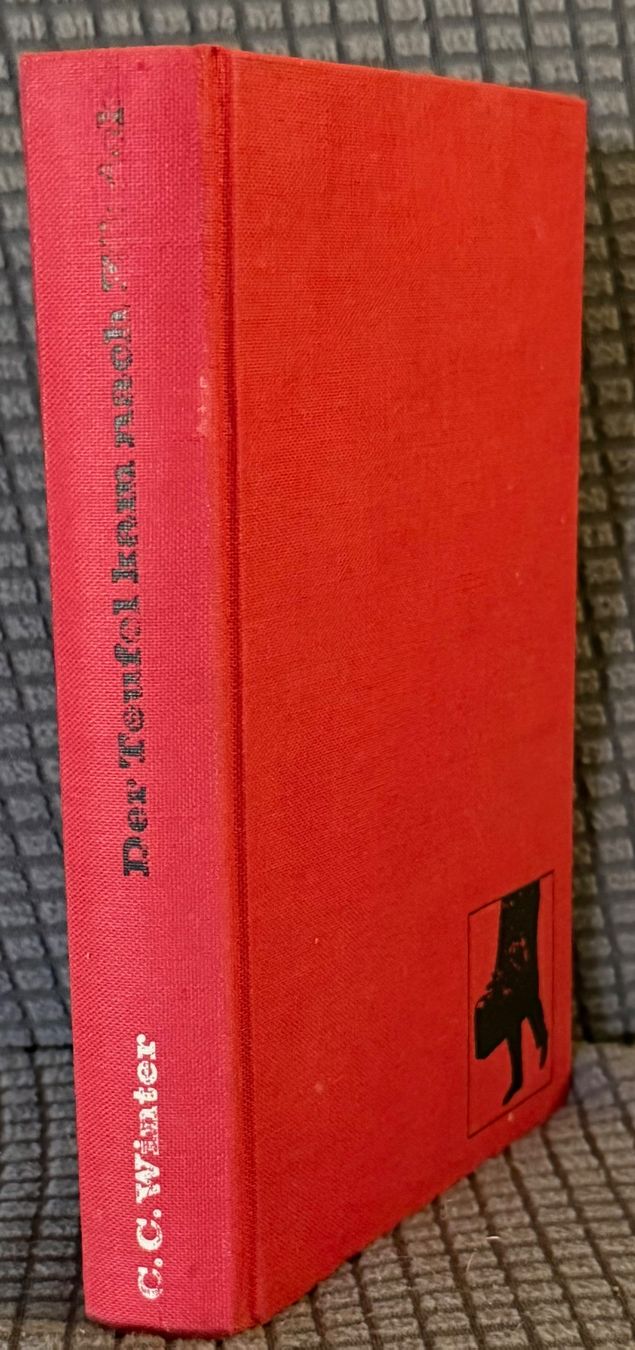 Der Teufel kam nach
C. C. Winter